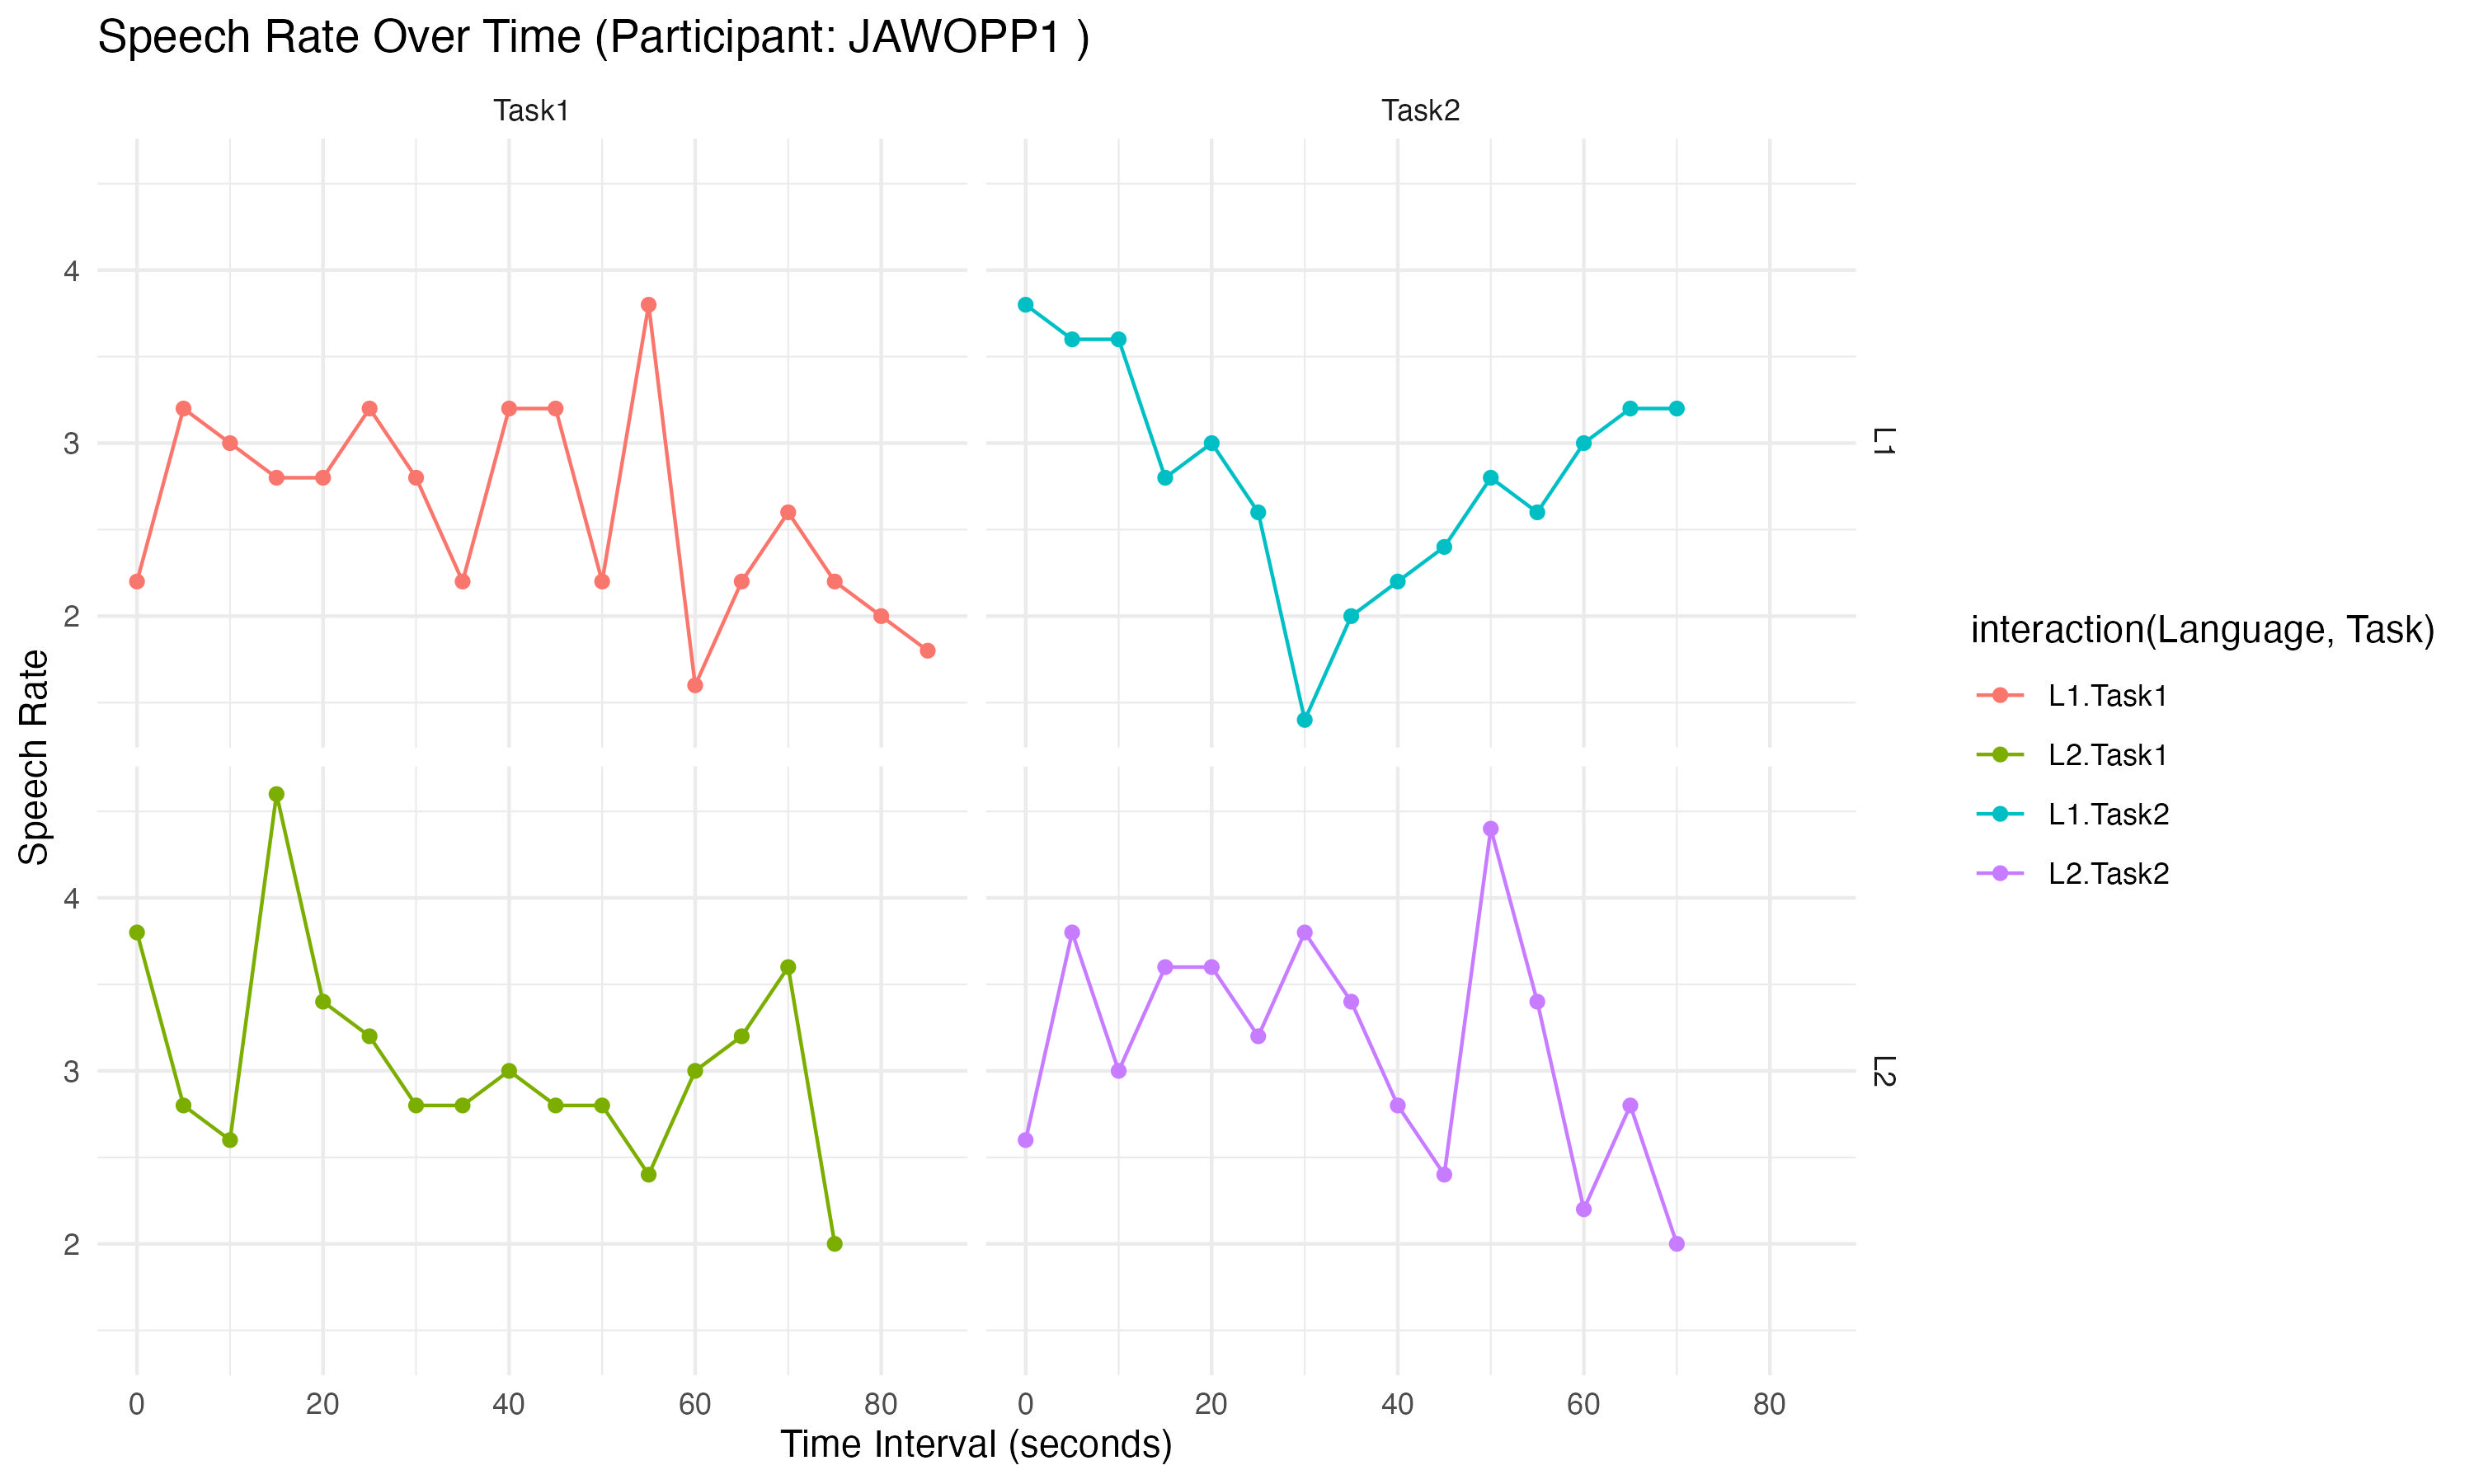 Speech Rate Over Time (Participant: JAWOPP1 )
Task1
Task2
4
3
2
L1
4
3
2
L2
Speech Rate
0
20
40
60
80
0
20
40
60
80
Time Interval (seconds)
interaction(Language, Task)
L1.Task1
L2.Task1
L1.Task2
L2.Task2